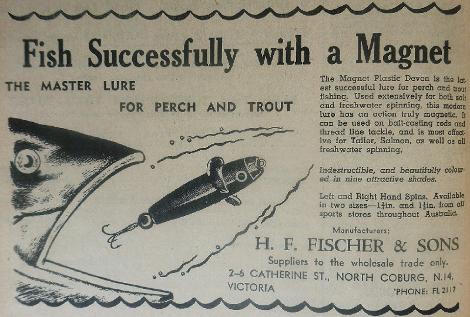 Fish Successfully with a Magnet
THE MASTER LURE
FOR PERCH AND TROUT
The Magnet Plastic Devon is the lat-
est successful lure for perch and trout
fishing. Used extensively for both salt
and freshwater spinning, this modern
lure has an action truly magnetic. It
can be used on bait-casting rods and
thread line tackle, and is most effec-
tive for Tailor, Salmon, as well as all
freshwater spinning.
Indestructible, and beautifully colour-
ed in nine attractive shades.
Left and Right Hand Spins. Available
in two sizes— and from all
sports stores throughout Australia.
Manufacturers:
H. F. FISCHER & SONS
Suppliers to the wholesale trade only.
2-6 CATHERINE ST., NORTH COBURG, N.14,
VICTORIA
'PHONE: FL 2117